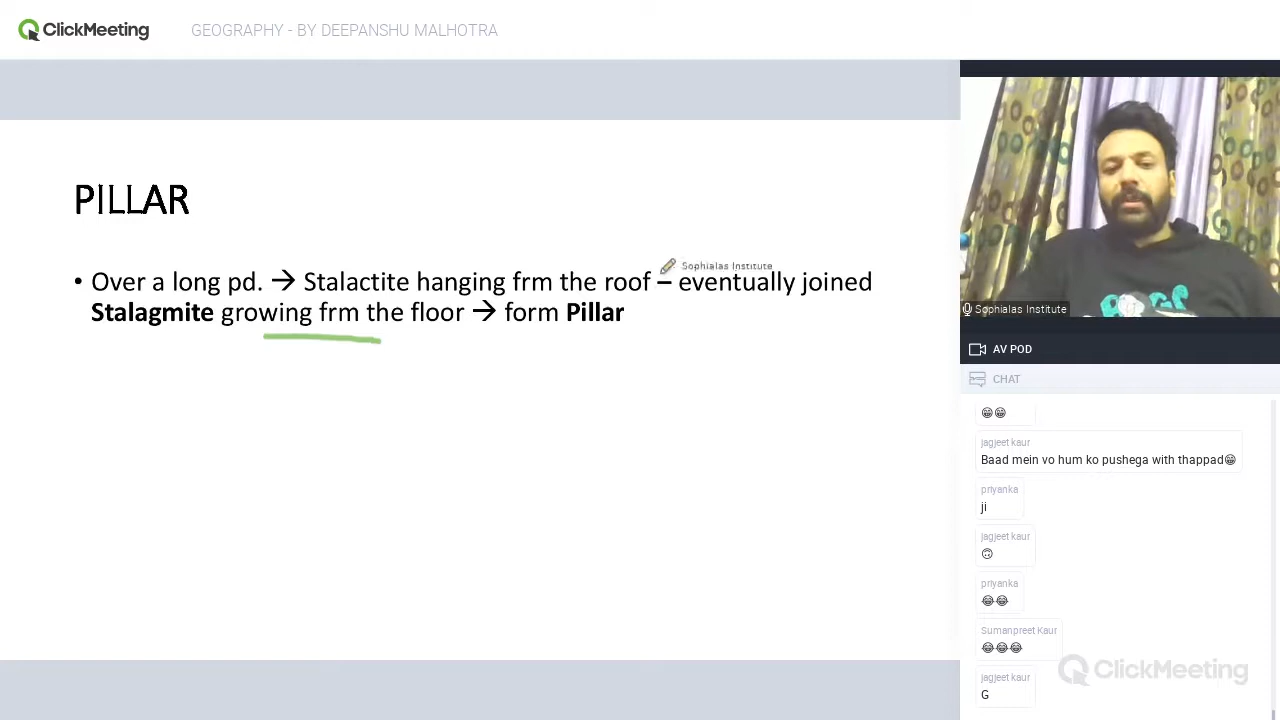 ClickMeeting
GEOGRAPHY - BY DEEPANSHU MALHOTRA
PILLAR
• Over a long pd. → Stalactite hanging frm the roof – eventually joined
Stalagmite growing frm the floor → form Pillar
Sophialas Institute
Sophialas Institute
AV POD
CHAT
😁😁
jagjeet kaur
Baad mein vo hum ko pushega with thappad😁
priyanka
ji
jagjeet kaur
🙃
priyanka
😂😂
Sumanpreet Kaur
😂😂😂
jagjeet kaur
G
ClickMeeting